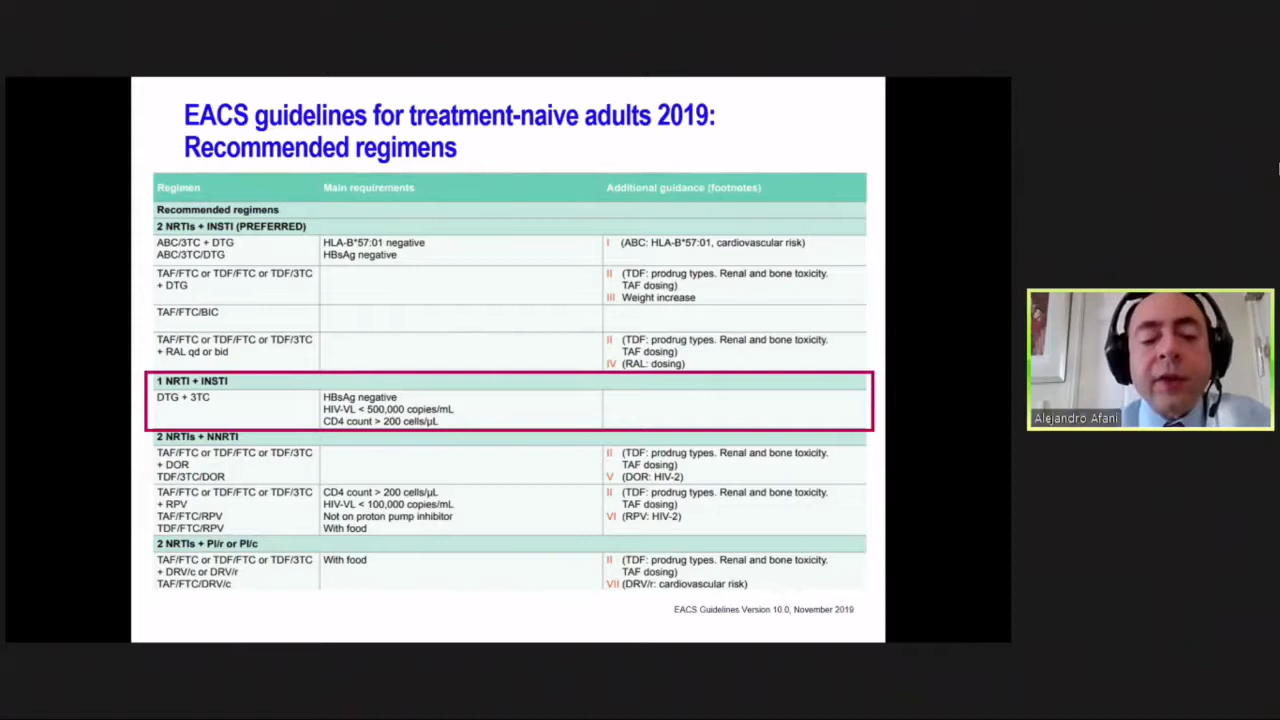 EACS guidelines for treatment-naive adults 2019:
Recommended regimens
Regimen Main requirements Additional guidance (footnotes)
Recommended regimens
2 NRTIs + INSTI (PREFERRED)
ABC/3TC + DTG HLA-B*57:01 negative I (ABC: HLA-B*57:01, cardiovascular risk)
ABC/3TC/DTG HBsAg negative
TAF/FTC or TDF/FTC or TDF/3TC II (TDF: prodrug types. Renal and bone toxicity.
+ DTG TAF dosing)
III Weight increase
TAF/FTC/BIC
TAF/FTC or TDF/FTC or TDF/3TC II (TDF: prodrug types. Renal and bone toxicity.
+ RAL qd or bid TAF dosing)
IV (RAL: dosing)
1 NRTI + INSTI
DTG + 3TC HBsAg negative
HIV-VL < 500,000 copies/mL
CD4 count > 200 cells/µL
2 NRTIs + NNRTI
TAF/FTC or TDF/FTC or TDF/3TC II (TDF: prodrug types. Renal and bone toxicity.
+ DOR TAF dosing)
TDF/3TC/DOR V (DOR: HIV-2)
TAF/FTC or TDF/FTC or TDF/3TC CD4 count > 200 cells/µL II (TDF: prodrug types. Renal and bone toxicity.
+ RPV HIV-VL < 100,000 copies/mL TAF dosing)
TAF/FTC/RPV Not on proton pump inhibitor VI (RPV: HIV-2)
TDF/FTC/RPV With food
2 NRTIs + PI/r or PI/c
TAF/FTC or TDF/FTC or TDF/3TC With food II (TDF: prodrug types. Renal and bone toxicity.
+ DRV/c or DRV/r TAF dosing)
TAF/FTC/DRV/c VII (DRV/r: cardiovascular risk)
EACS Guidelines Version 10.0, November 2019
Alejandro Afani